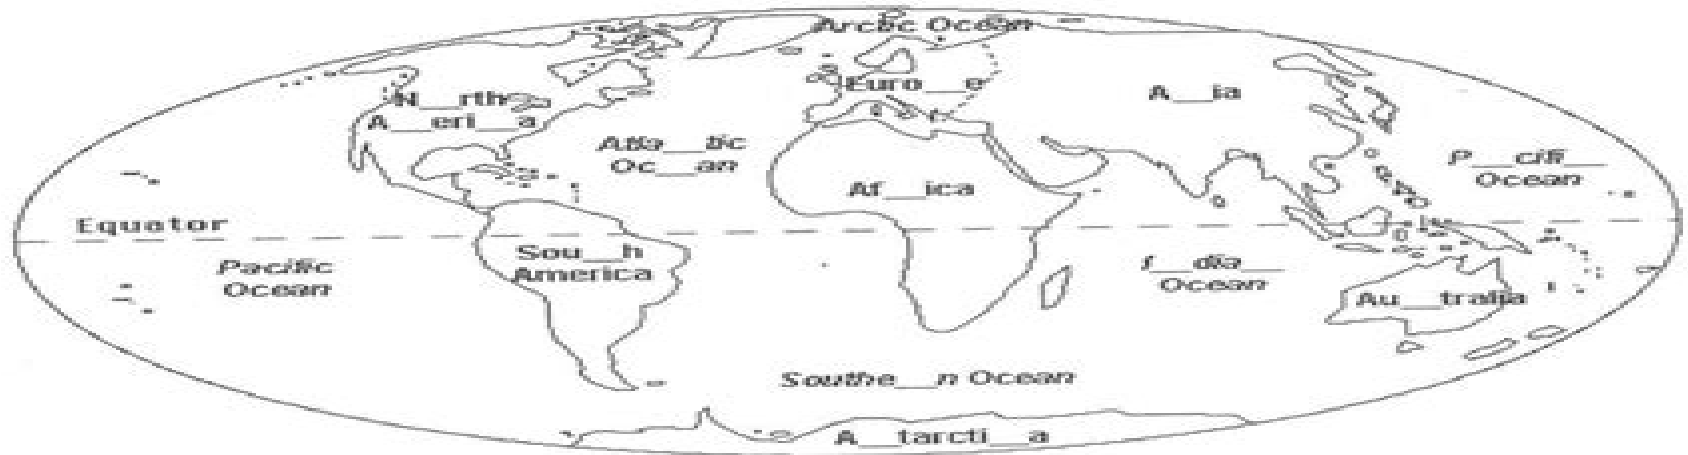 Arctic Ocean
N__rth
A__eri__a
Euro__e
A__ia
Atla__tic
Oc__an
P__cifi__
Ocean
Af__ica
Equator
Sou__h
America
Pacific
Ocean
I__dia__
Ocean
Au__tralia
Southe__n Ocean
A__tarcti__a